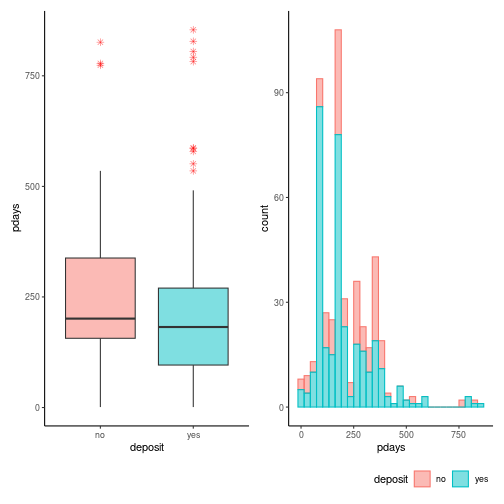 pdays
750
500
250
0
no yes
deposit
count
90
60
30
0
0 250 500 750
pdays
deposit no yes